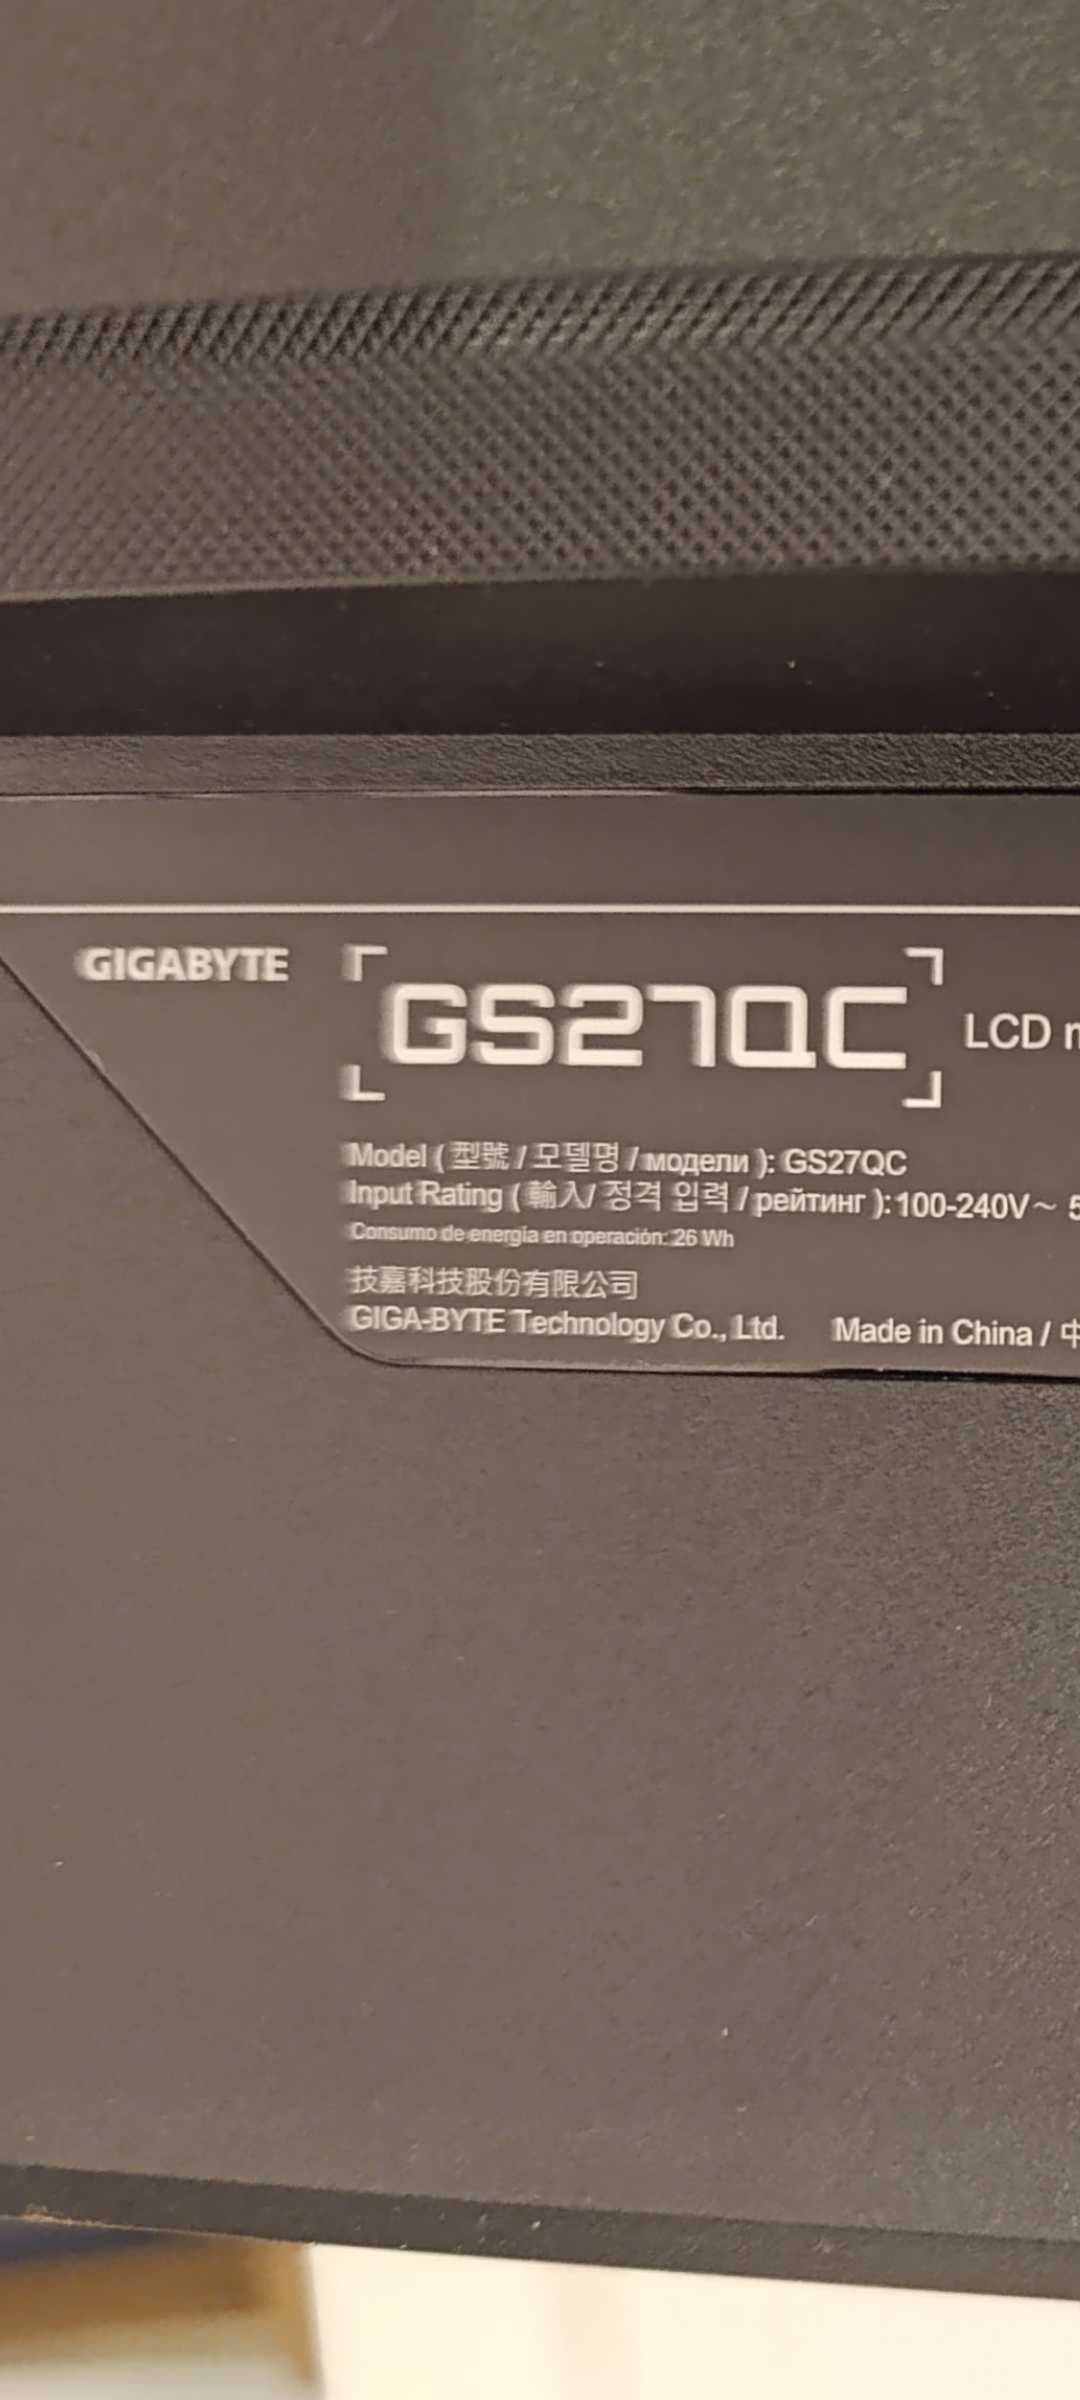 GIGABYTE GS27QC LCD
Model ( 型號 / 모델명 / модели ): GS27QC
Input Rating ( 輸入/ 정격 입력 / рейтинг ): 100-240V~ 5
Consumo de energía en operación: 26 Wh
技嘉科技股份有限公司
GIGA-BYTE Technology Co., Ltd. Made in China / 中